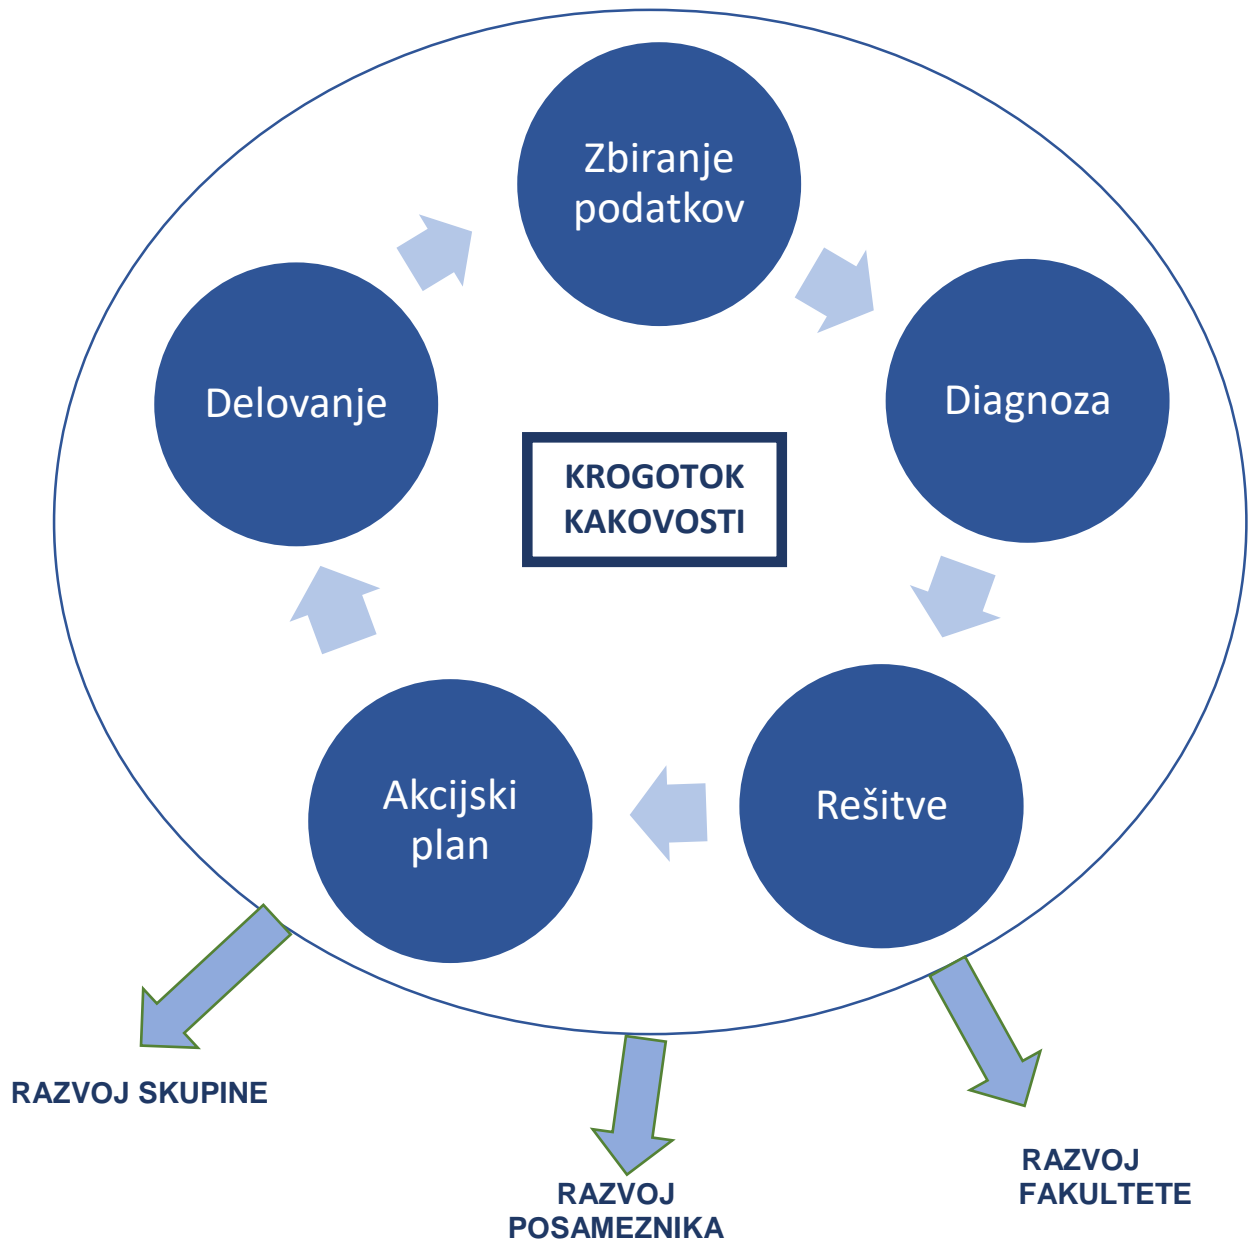 Zbiranje
podatkov
Diagnoza
Rešitve
Akcijski
plan
Delovanje
KROGOTOK
KAKOVOSTI
RAZVOJ SKUPINE
RAZVOJ
POSAMEZNIKA
RAZVOJ
FAKULTETE